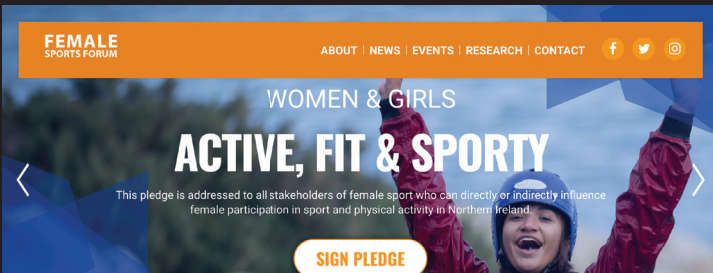 FEMALE
SPORTS FORUM
ABOUT | NEWS | EVENTS | RESEARCH | CONTACT
WOMEN & GIRLS
ACTIVE, FIT & SPORTY
This pledge is addressed to all stakeholders of female sport who can directly or indirectly influence
female participation in sport and physical activity in Northern Ireland.
SIGN PLEDGE